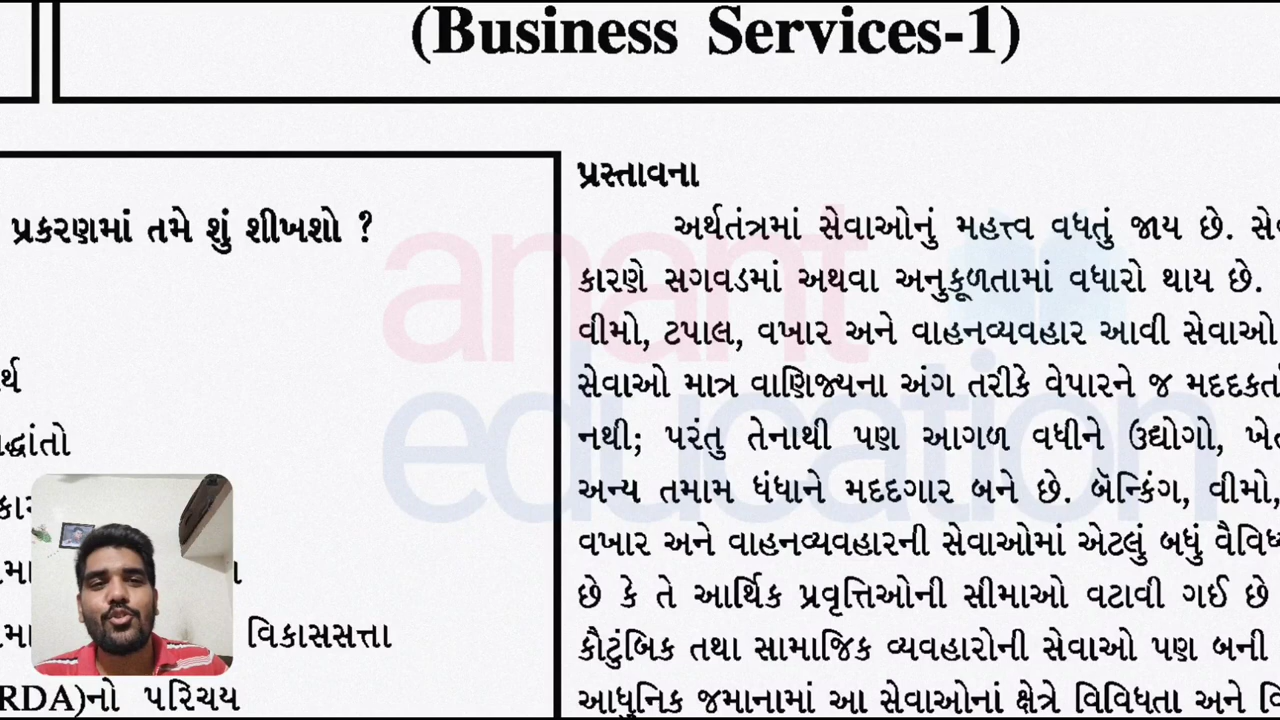 (Business Services-1)
પ્રકરણમાં તમે શું શીખશો ?
વિકાસસત્તા
પરિચય
પ્રસ્તાવના
અર્થતંત્રમાં સેવાઓનું મહત્ત્વ વધતું જાય છે.
કારણે સગવડમાં અથવા અનુકૂળતામાં વધારો થાય છે.
વીમો, ટપાલ, વખાર અને વાહનવ્યવહાર આવી સેવાઓ
સેવાઓ માત્ર વાણિજ્યના અંગ તરીકે વેપારને જ
નથી; પરંતુ તેનાથી પણ આગળ વધીને ઉદ્યોગો,
અન્ય તમામ ધંધાને મદદગાર બને છે. બૅન્કિંગ, વીમો,
વખાર અને વાહનવ્યવહારની સેવાઓમાં એટલું બધું
છે કે તે આર્થિક પ્રવૃત્તિઓની સીમાઓ વટાવી ગઈ છે
કૌટુંબિક તથા સામાજિક વ્યવહારોની સેવાઓ પણ બની
આધુનિક જમાનામાં આ સેવાઓનાં ક્ષેત્રે વિવિધતા અને
anant
education